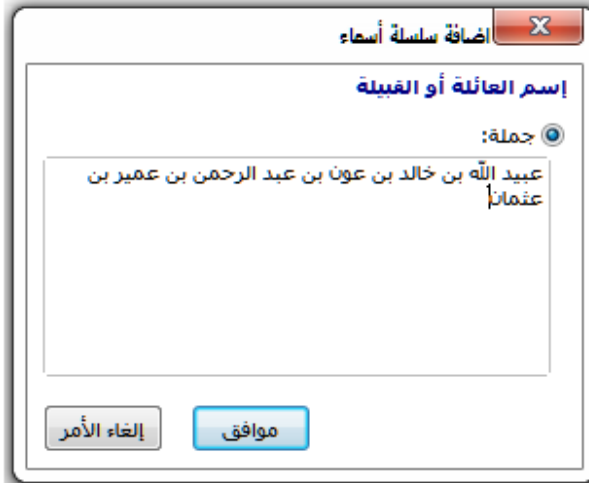 اضافة سلسلة أسماء
إسم العائلة أو القبيلة
جملة:
عبيد الله بن خالد بن عون بن عبد الرحمن بن عمير بن
عثمان
موافق
إلغاء الأمر